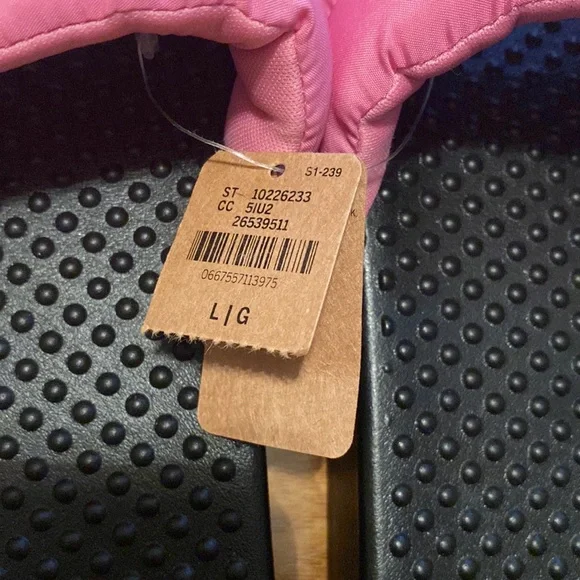 S1-239
ST- 10226233
CC 5IU2
26539511
0667557113975
L|G
K